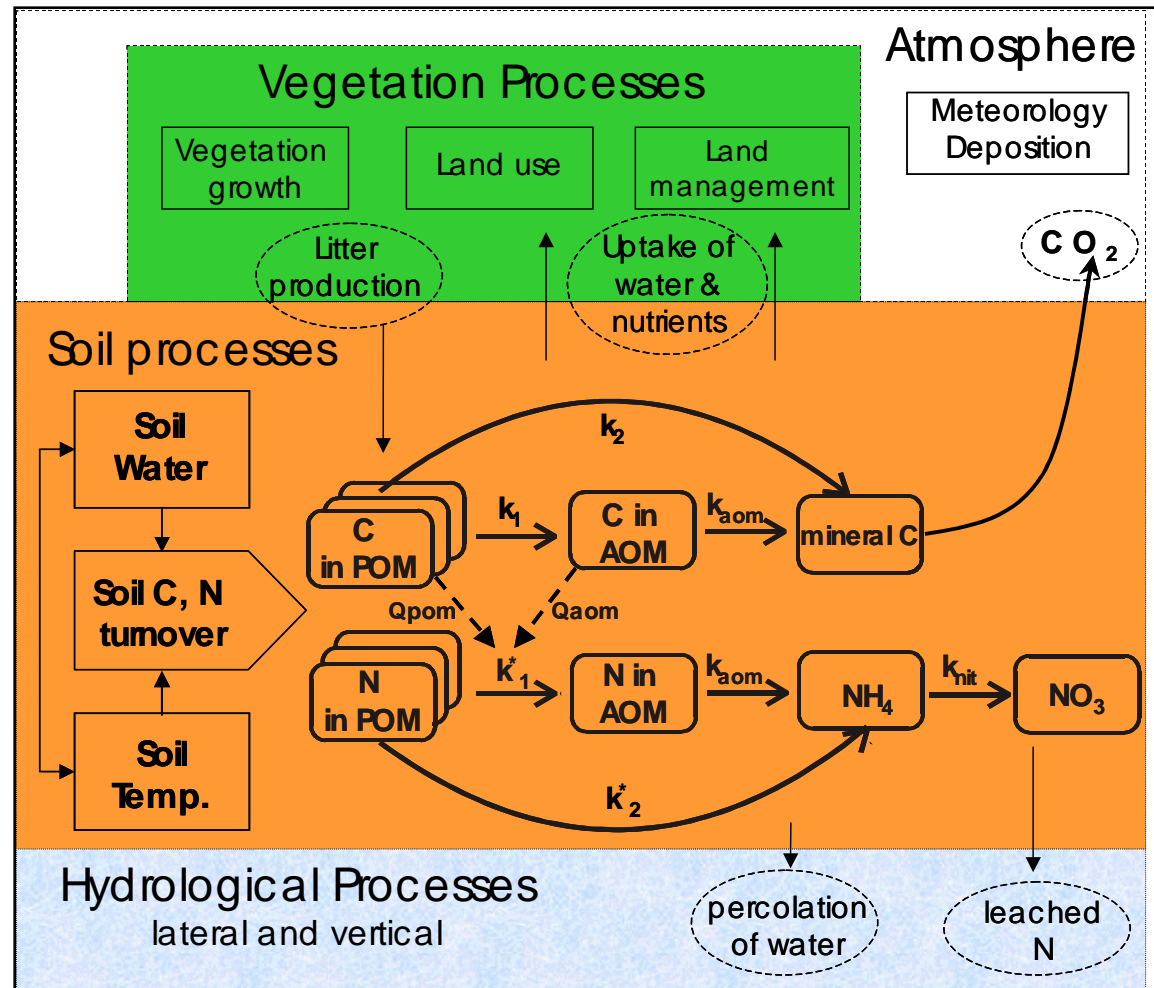 Atmosphere
Vegetation Processes
Meteorology
Deposition
Vegetation
growth
Land use
Land
management
Litter
production
Uptake of
water &
nutrients
CO₂
Soil processes
Soil
Water
Soil C, N
turnover
Soil
Temp.
k₂
C
in POM
k₁
C in
AOM
kₐₒₘ
mineral C
Qpom
Qaom
N
in POM
k*₁
N in
AOM
kₐₒₘ
NH₄
kₙᵢₜ
NO₃
k*₂
Hydrological Processes
lateral and vertical
percolation
of water
leached
N